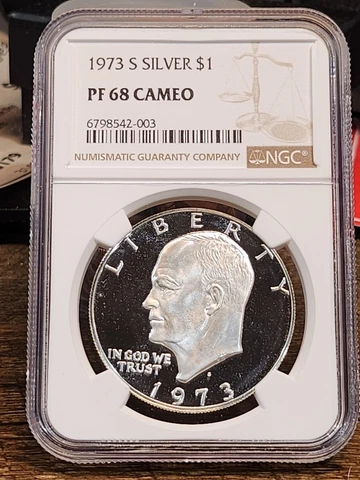 1973 S SILVER $1
PF 68 CAMEO
6798542-003
NUMISMATIC GUARANTY COMPANY NGC®
LIBERTY
IN GOD WE
TRUST
S
1973